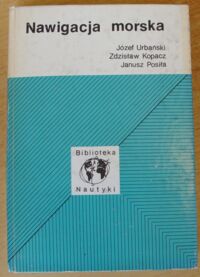 Nawigacja morska
Józef Urbański
Zdzisław Kopacz
Janusz Posiła
Biblioteka
Nautyki